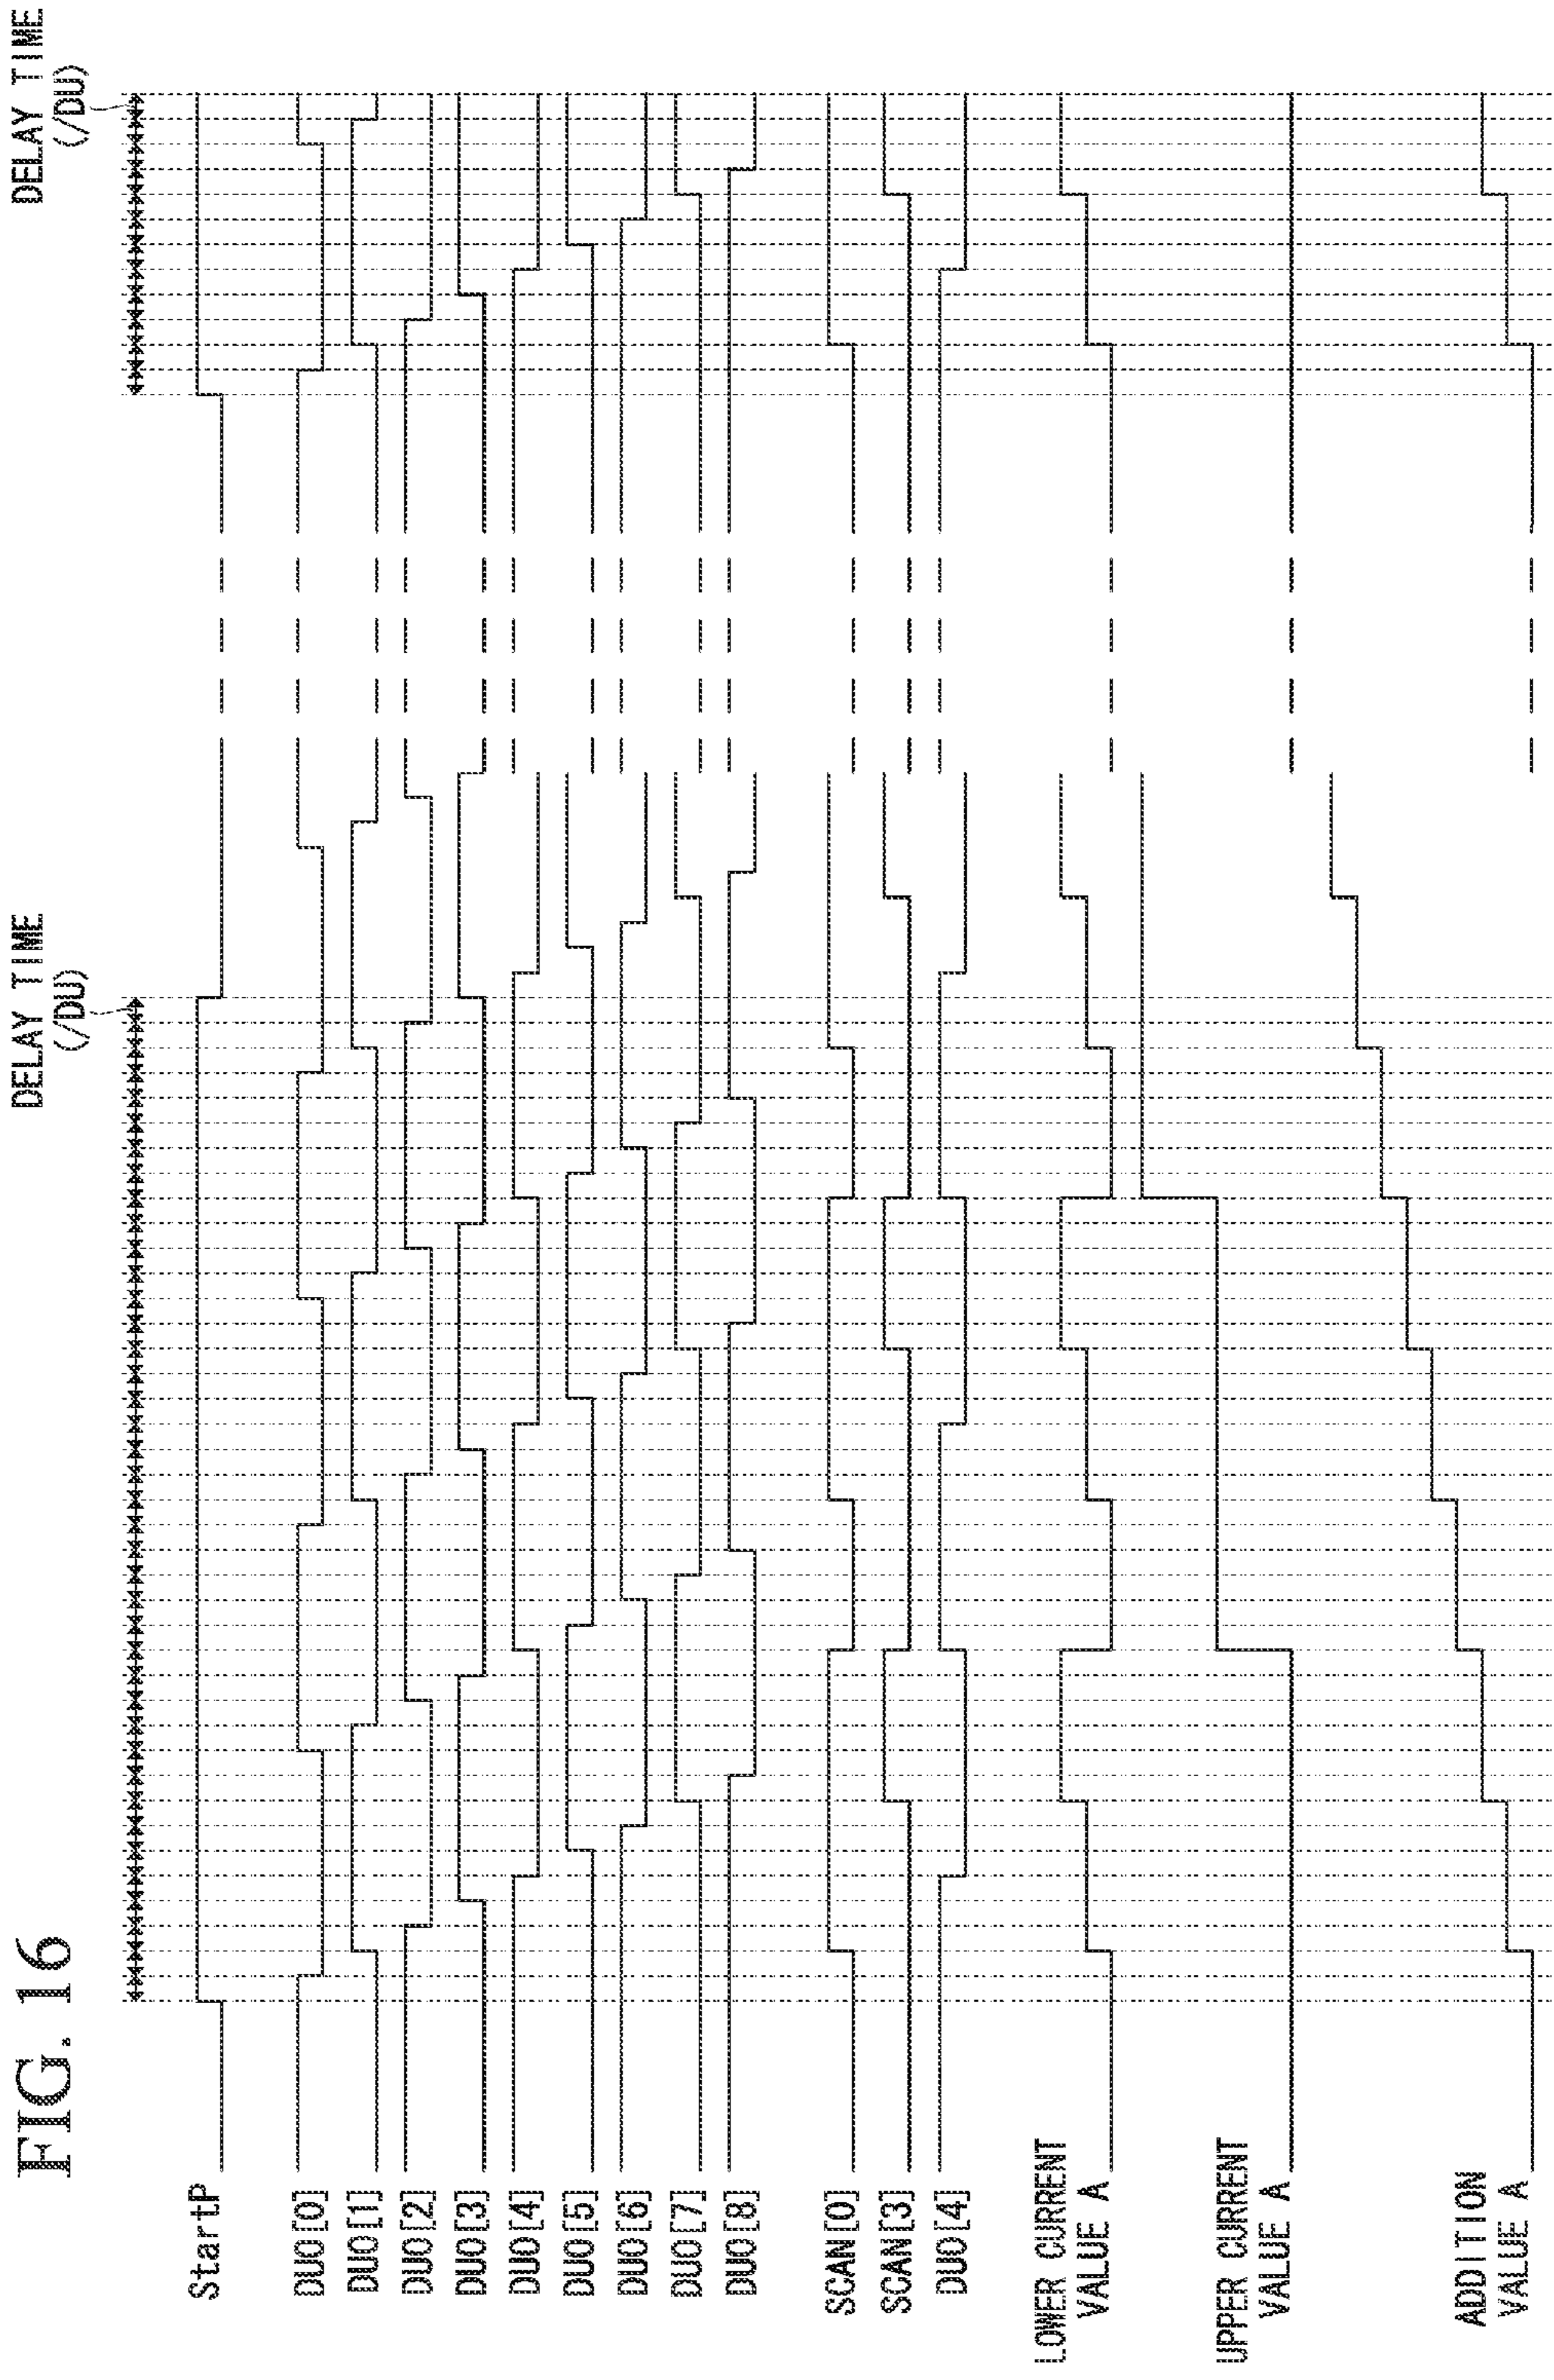 FIG. 16
DELAY TIME
(/DU)
DELAY TIME
(/DU)
StartP
DUO[0]
DUO[1]
DUO[2]
DUO[3]
DUO[4]
DUO[5]
DUO[6]
DUO[7]
DUO[8]
SCAN[0]
SCAN[3]
DUO[4]
LOWER CURRENT
VALUE A
UPPER CURRENT
VALUE A
ADDITION
VALUE A